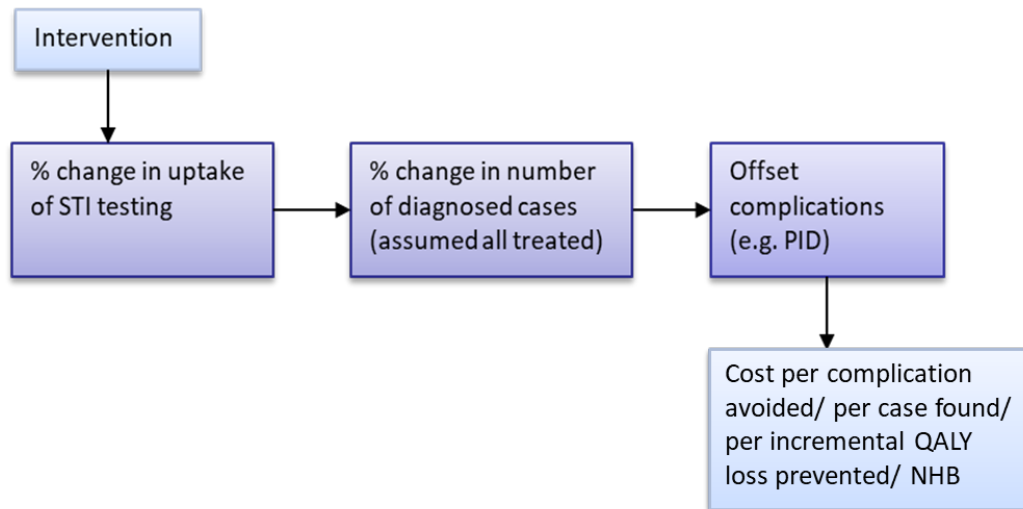 Intervention
% change in uptake
of STI testing
% change in number
of diagnosed cases
(assumed all treated)
Offset
complications
(e.g. PID)
Cost per complication
avoided/ per case found/
per incremental QALY
loss prevented/ NHB